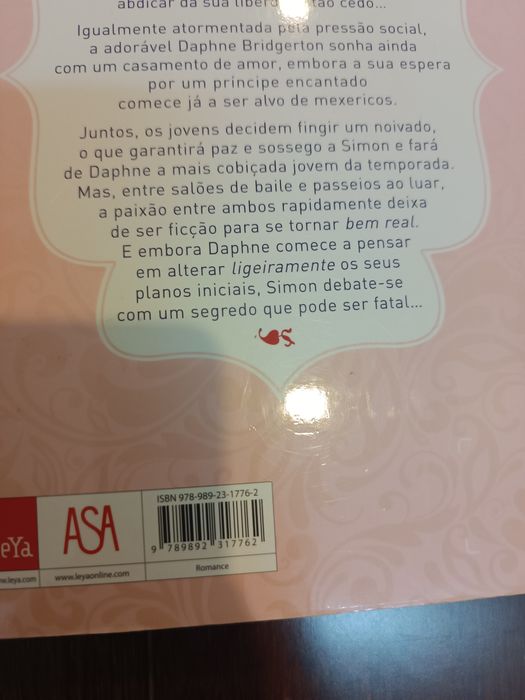 abdicar da sua liberdade tão cedo...
Igualmente atormentada pela pressão social,
a adorável Daphne Bridgerton sonha ainda
com um casamento de amor, embora a sua espera
por um príncipe encantado
comece já a ser alvo de mexericos.
Juntos, os jovens decidem fingir um noivado,
o que garantirá paz e sossego a Simon e fará
de Daphne a mais cobiçada jovem da temporada.
Mas, entre salões de baile e passeios ao luar,
a paixão entre ambos rapidamente deixa
de ser ficção para se tornar bem real.
E embora Daphne comece a pensar
em alterar ligeiramente os seus
planos iniciais, Simon debate-se
com um segredo que pode ser fatal...
ISBN 978-989-23-1776-2
eYa
ASA
9 789892 317762
w.leya.com
www.leyaonline.com
Romance